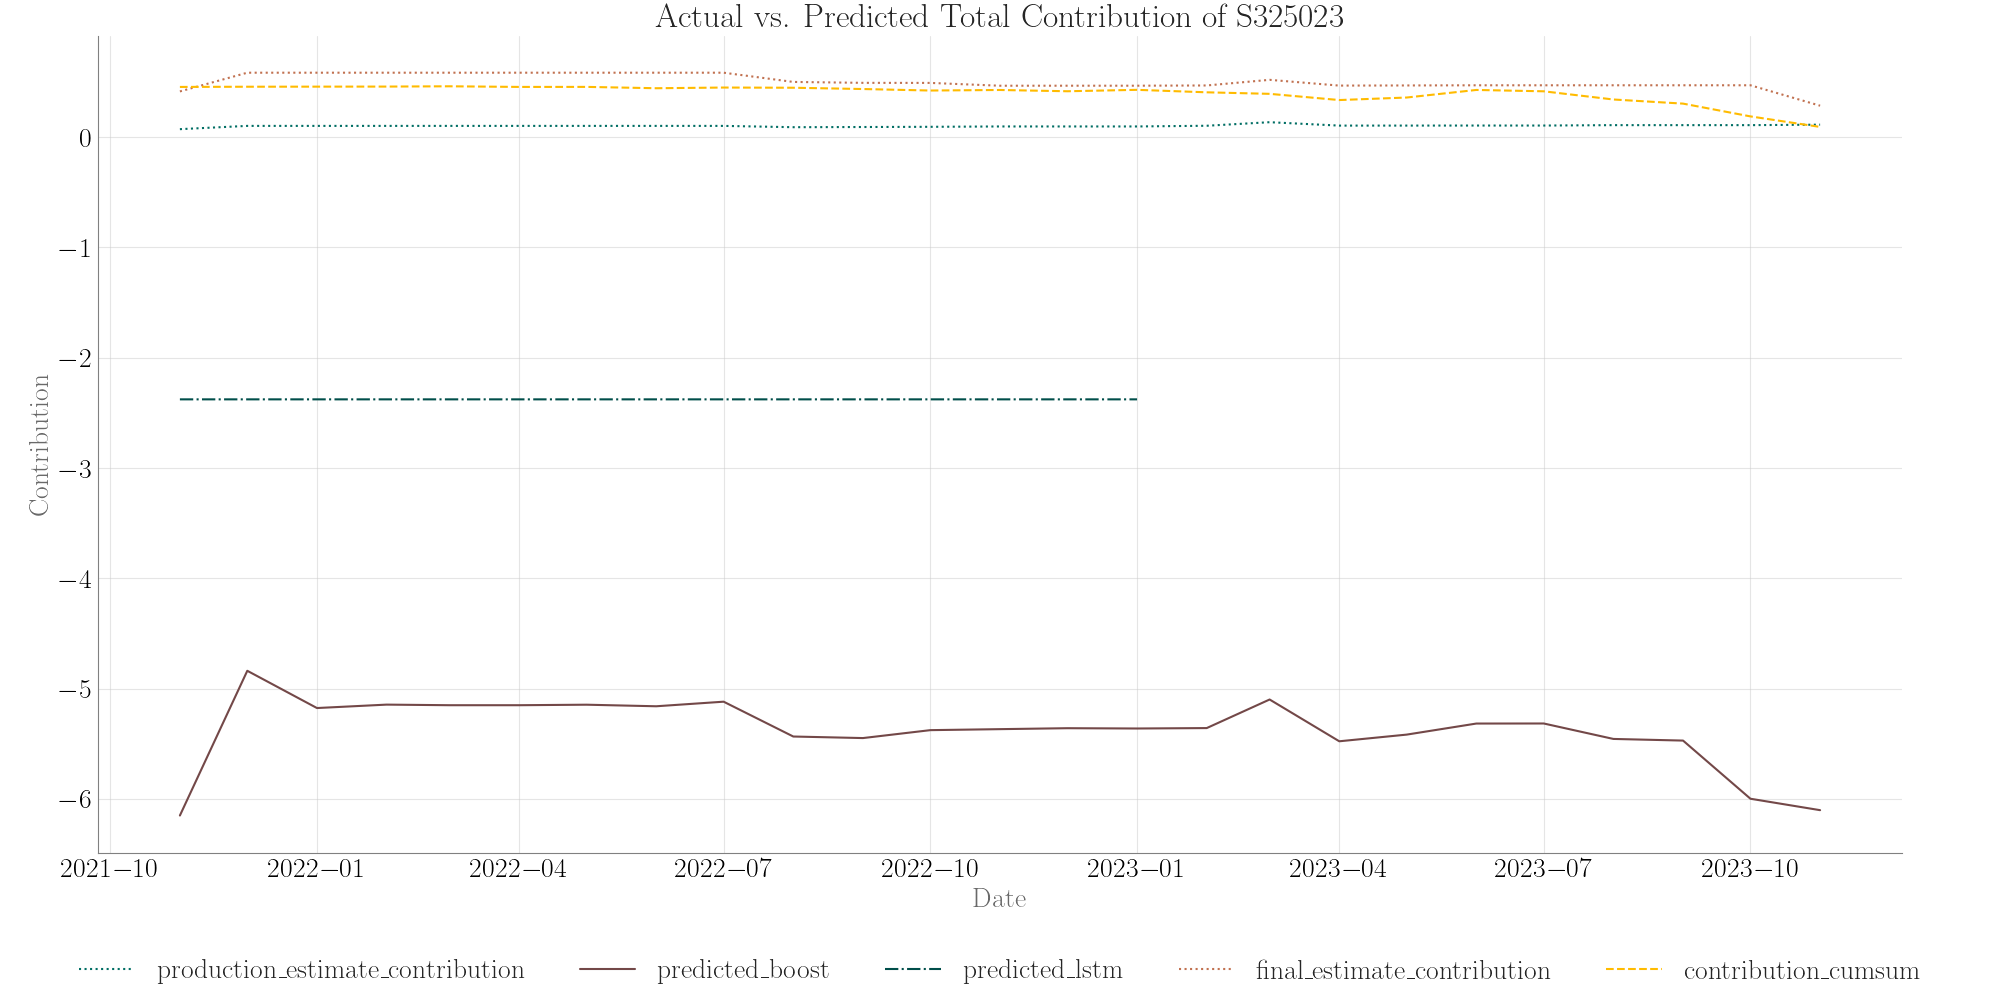 Actual vs. Predicted Total Contribution of S325023
0
−1
−2
−3
−4
−5
−6
Contribution
2021−10 2022−01 2022−04 2022−07 2022−10 2023−01 2023−04 2023−07 2023−10
Date
production_estimate_contribution predicted_boost predicted_lstm final_estimate_contribution contribution_cumsum